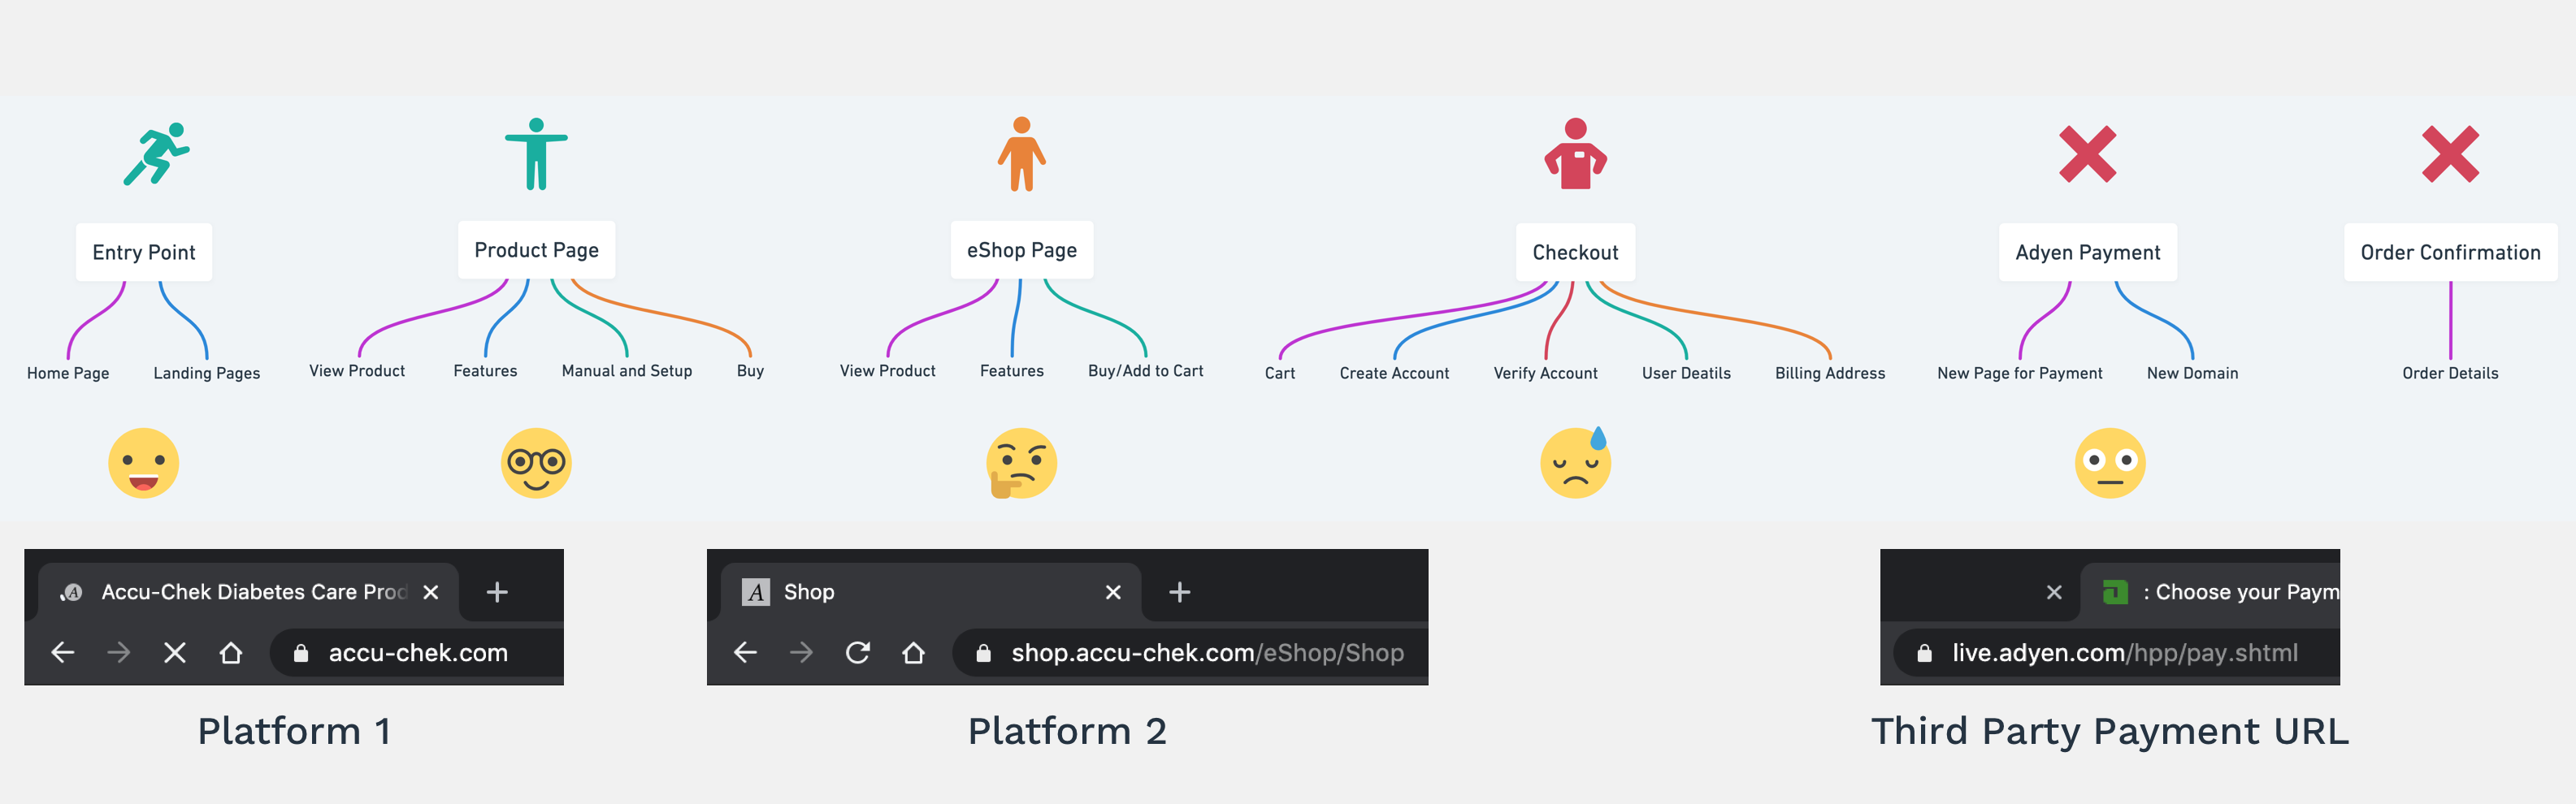 Entry Point
Product Page
eShop Page
Checkout
Adyen Payment
Order Confirmation
Home Page
Landing Pages
View Product
Features
Manual and Setup
Buy
View Product
Features
Buy/Add to Cart
Cart
Create Account
Verify Account
User Deatils
Billing Address
New Page for Payment
New Domain
Order Details
Accu-Chek Diabetes Care Prod
accu-chek.com
Platform 1
A Shop
shop.accu-chek.com/eShop/Shop
Platform 2
: Choose your Paym
live.adyen.com/hpp/pay.shtml
Third Party Payment URL